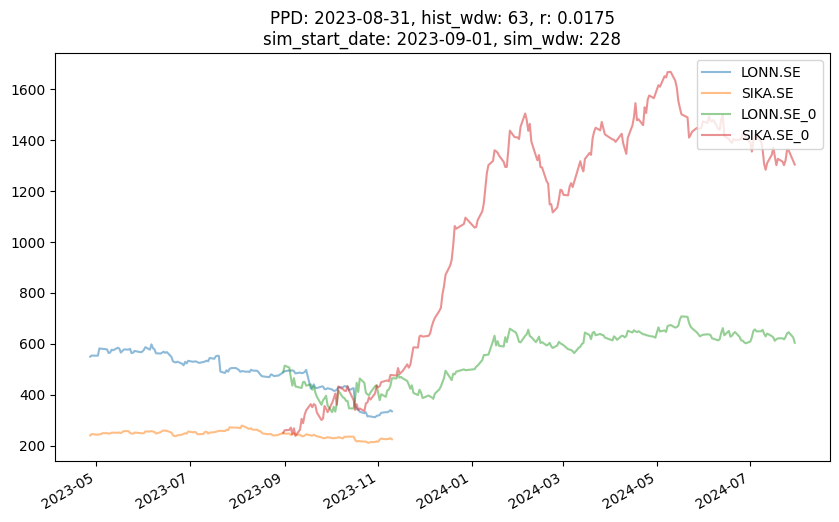 PPD: 2023-08-31, hist_wdw: 63, r: 0.0175
sim_start_date: 2023-09-01, sim_wdw: 228
LONN.SE
SIKA.SE
LONN.SE_0
SIKA.SE_0
1600
1400
1200
1000
800
600
400
200
2023-05
2023-07
2023-09
2023-11
2024-01
2024-03
2024-05
2024-07